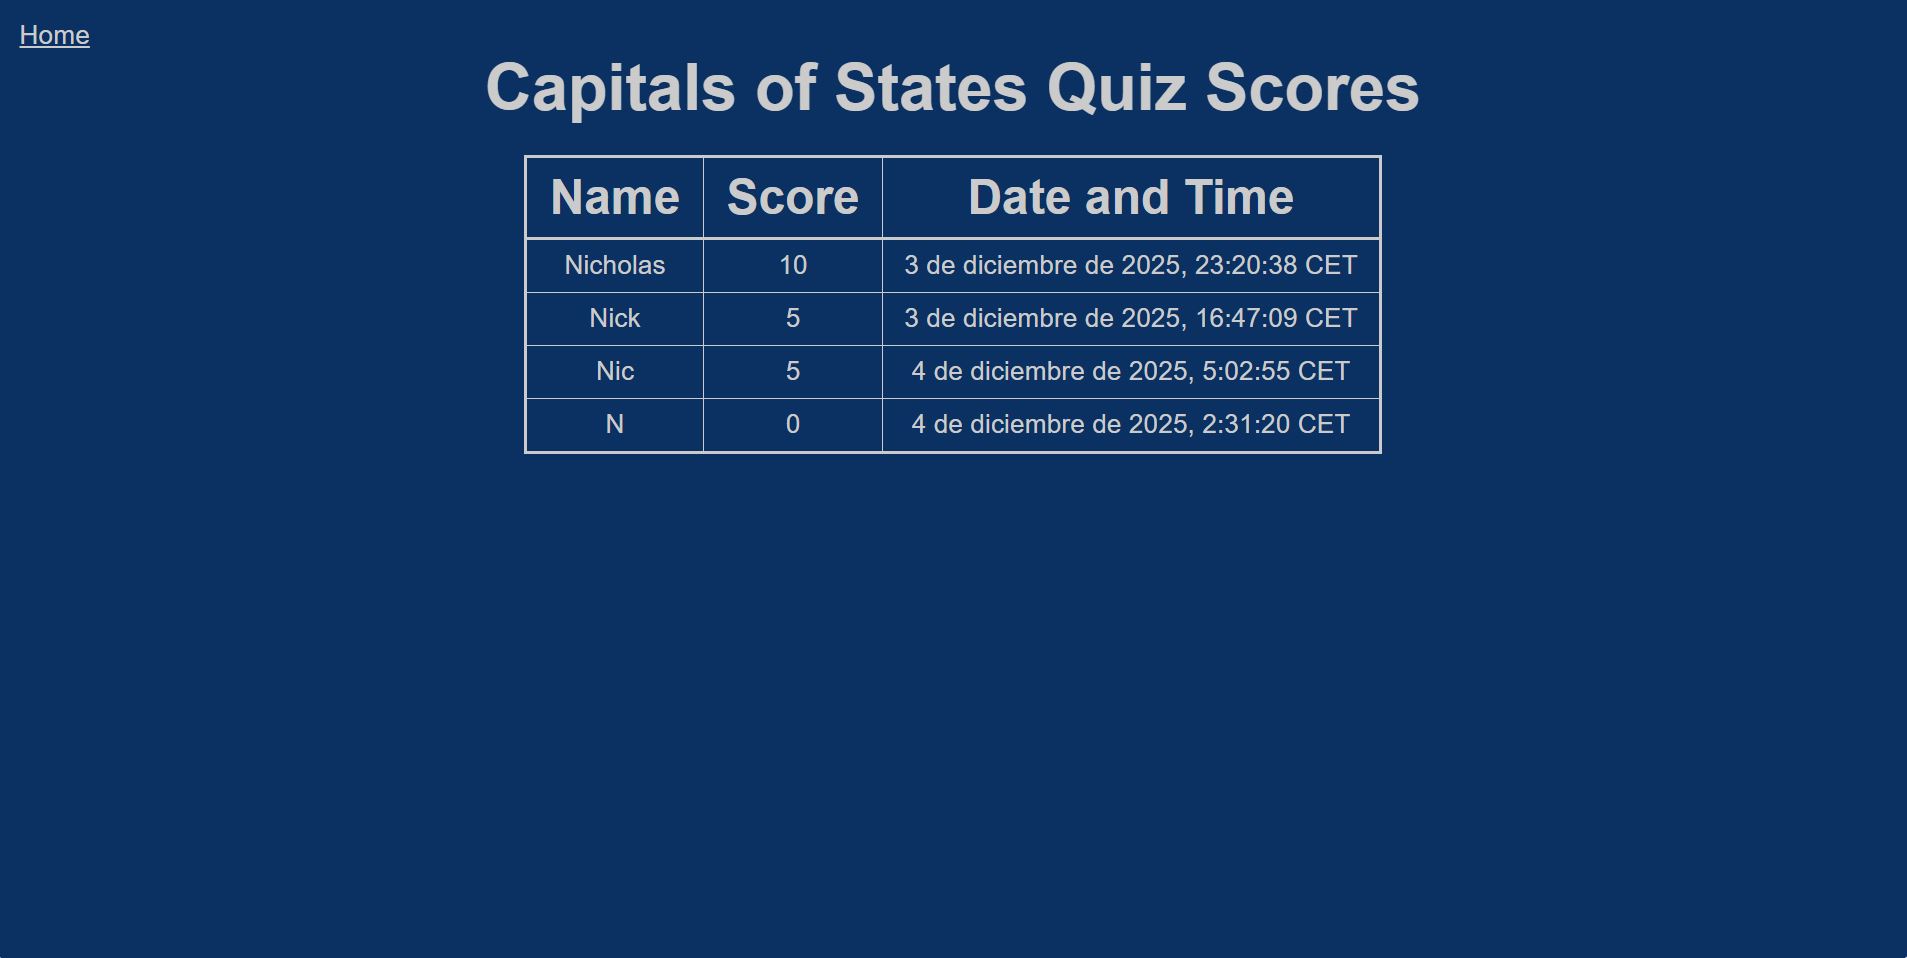 Home
Capitals of States Quiz Scores
Name Score Date and Time
Nicholas 10 3 de diciembre de 2025, 23:20:38 CET
Nick 5 3 de diciembre de 2025, 16:47:09 CET
Nic 5 4 de diciembre de 2025, 5:02:55 CET
N 0 4 de diciembre de 2025, 2:31:20 CET